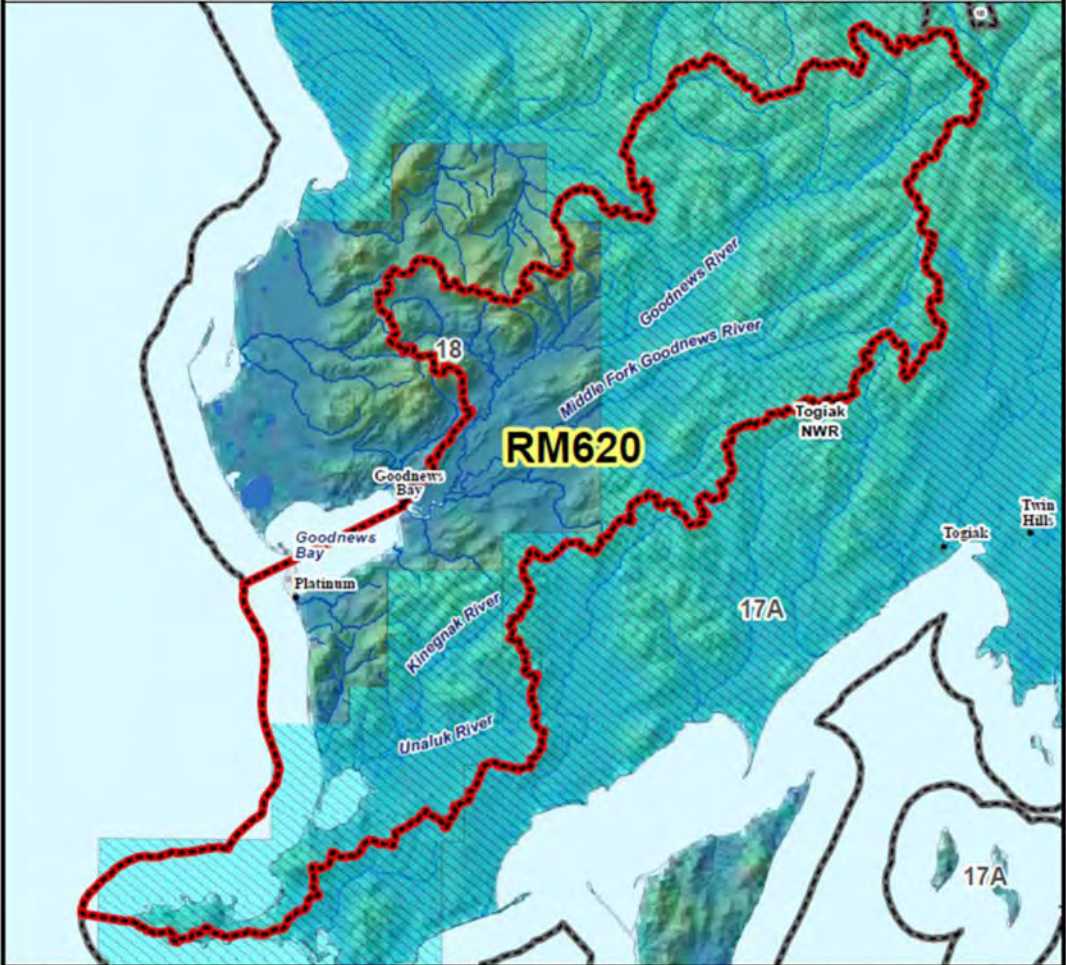 Goodnews River
Middle Fork Goodnews River
18
Togiak
NWR
RM620
Goodnews
Bay
Goodnews
Bay
Twin
Hills
Togiak
Platinum
17A
Kinegnak River
Unaluk River
17A